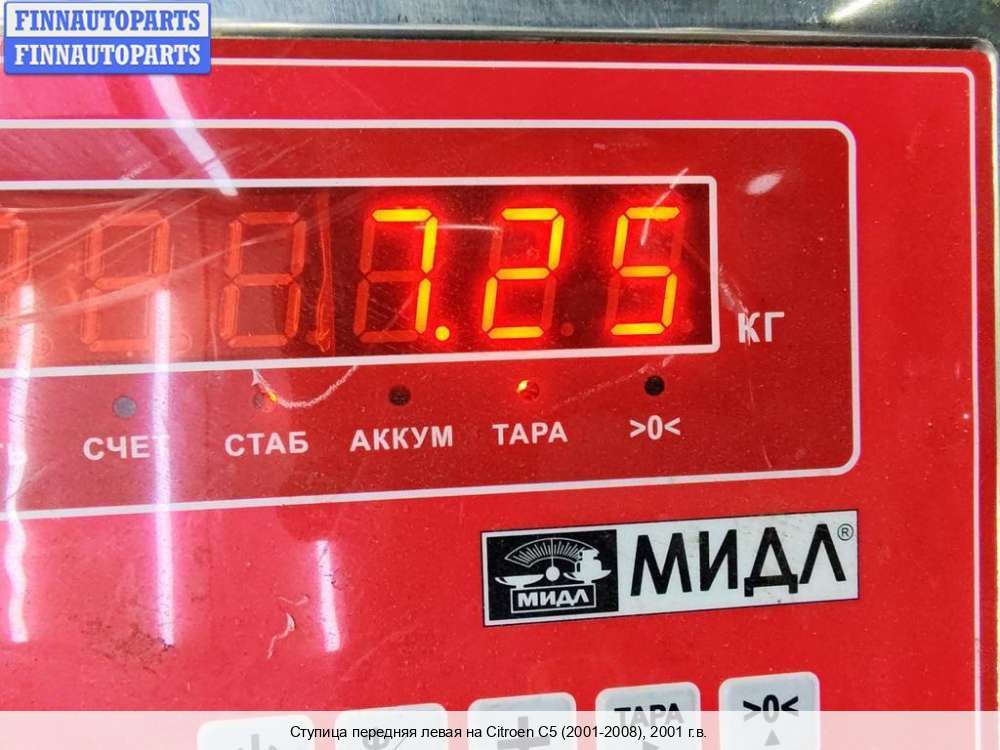 FINNAUTOPARTS
FINNAUTOPARTS
7.25
КГ
СЧЕТ СТАБ АККУМ ТАРА >0<
МИДЛ
МИДЛ®
ТАРА >0<
Ступица передняя левая на Citroen C5 (2001-2008), 2001 г.в.